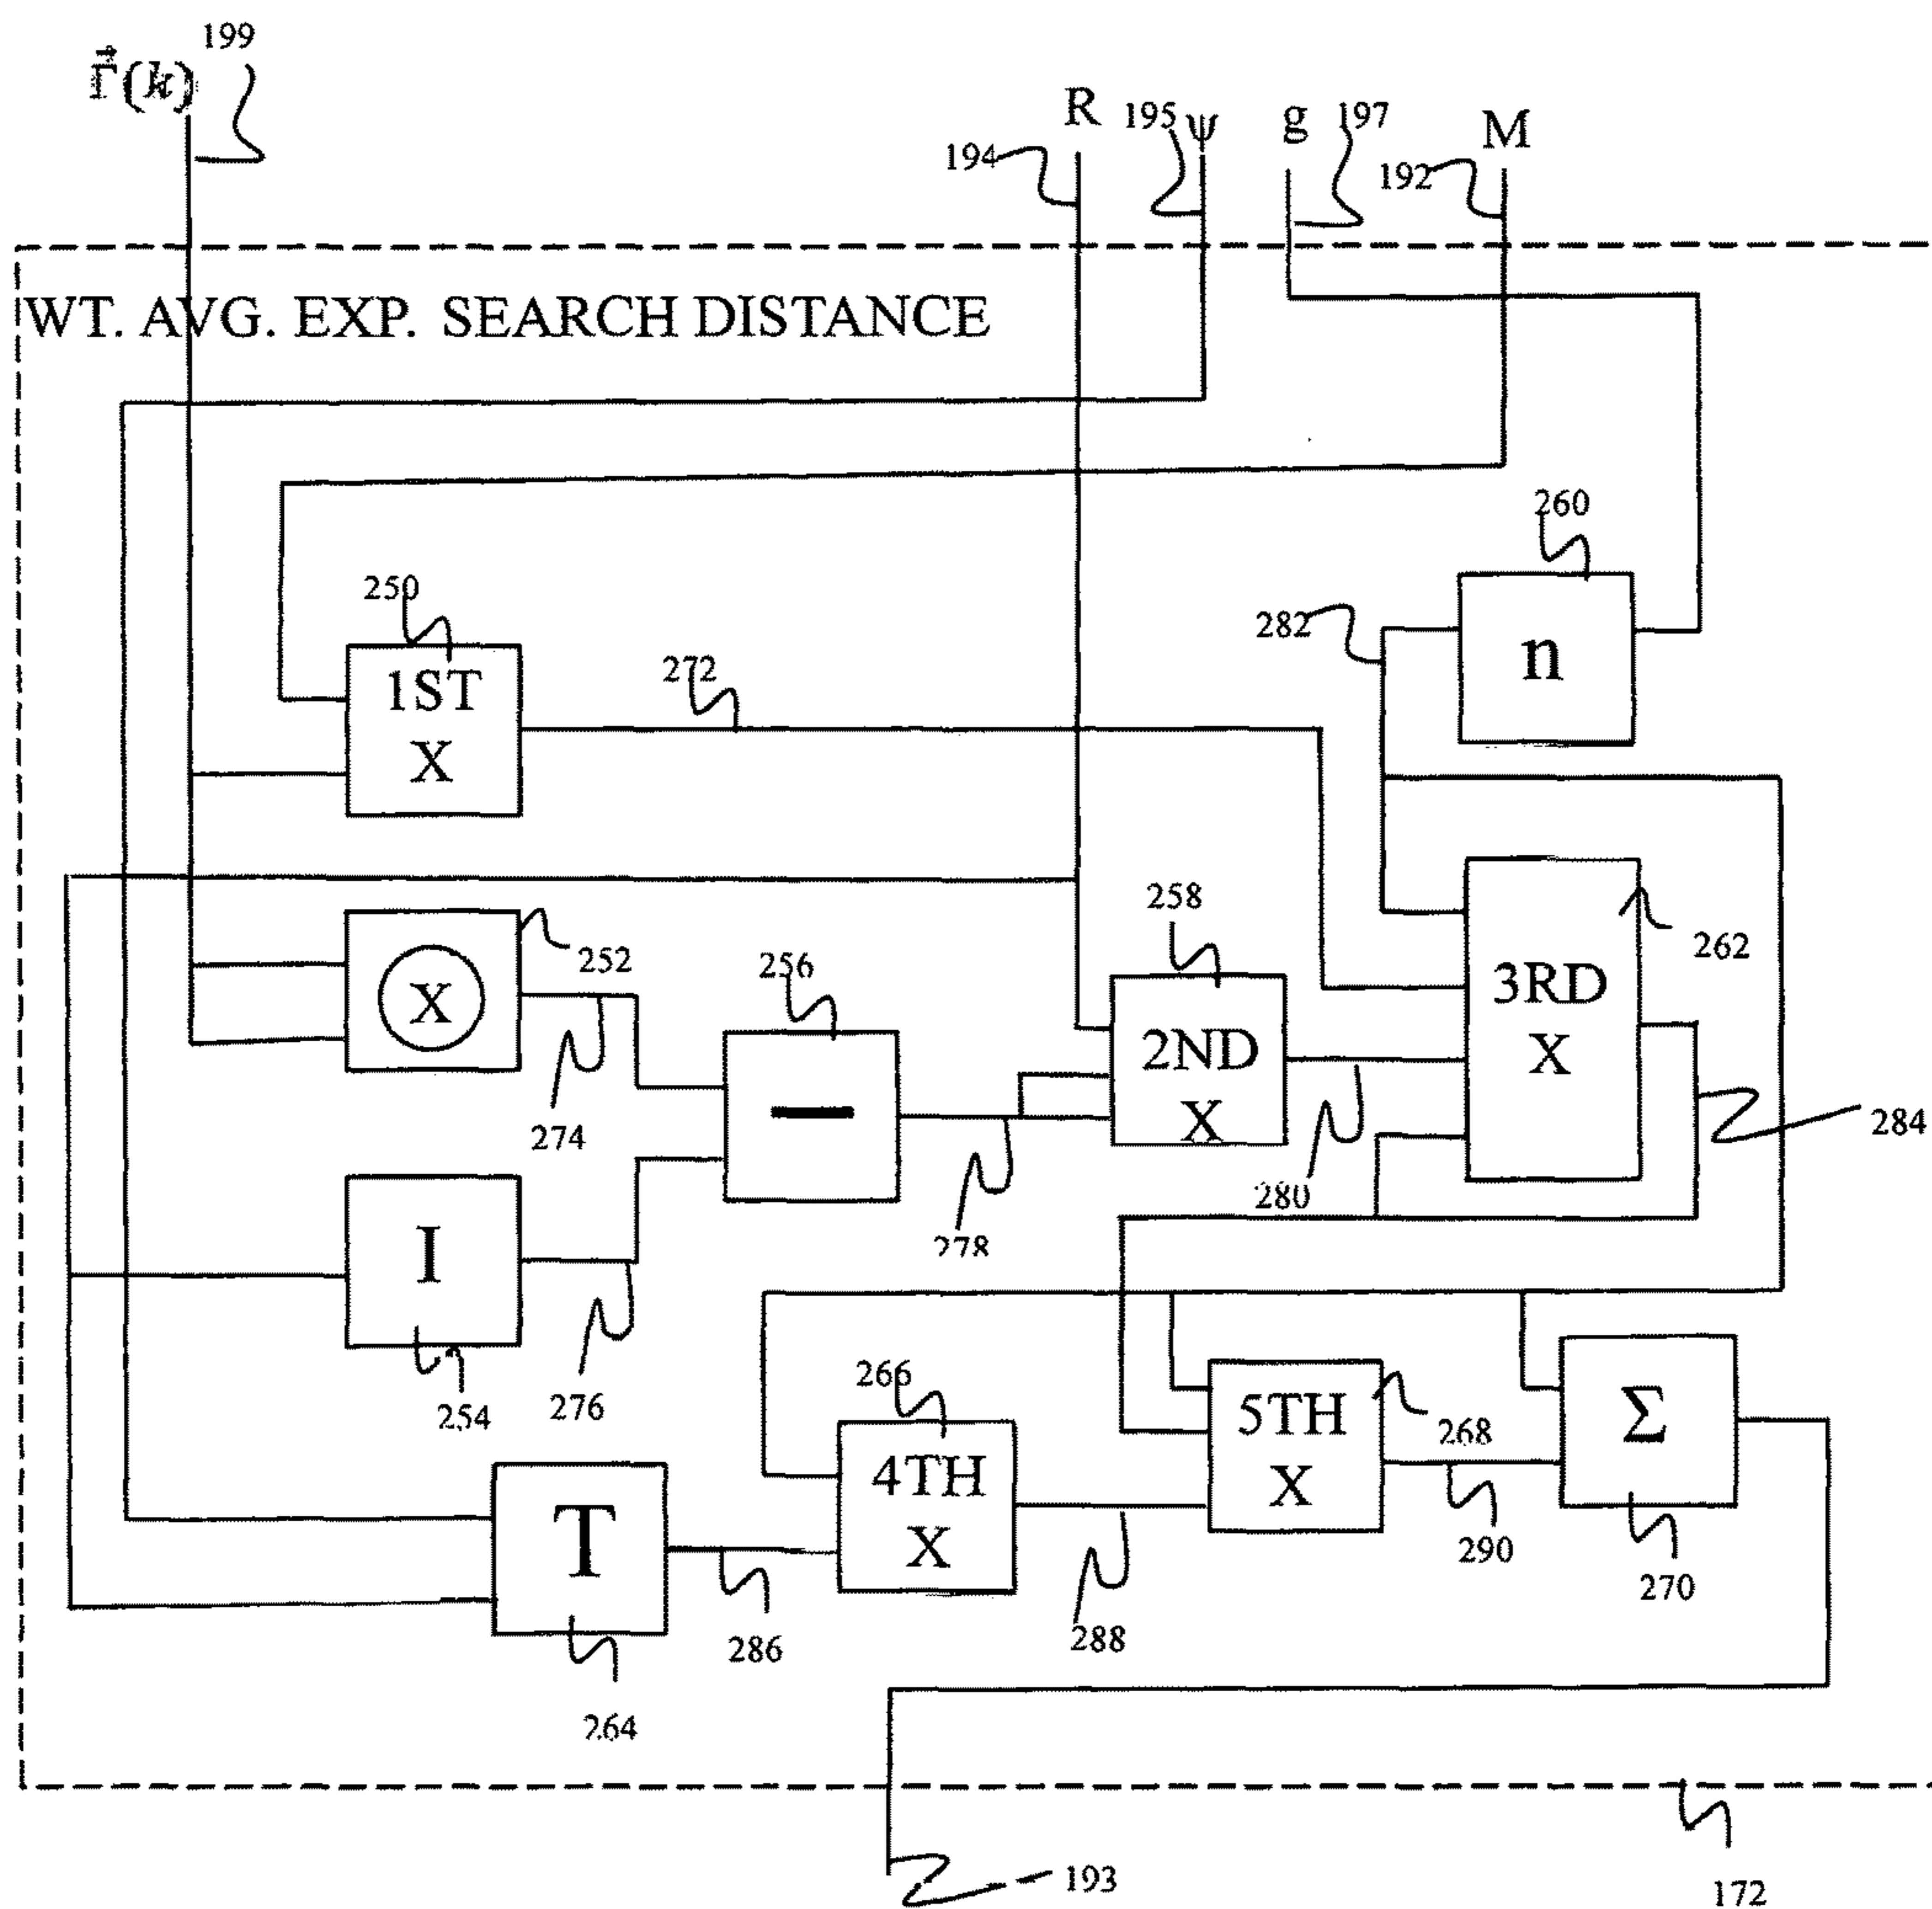 199
Γ⃗(k)
R 195 ψ g 197 M
194 192
WT. AVG. EXP. SEARCH DISTANCE
260
250
282
n
272
1ST
X
258
252 256 262
X
3RD
X
2ND
X
—
284
274
280
278
I
266
254 276
5TH
X
268
Σ
4TH
X
T
290
270
286 288
264
193 172